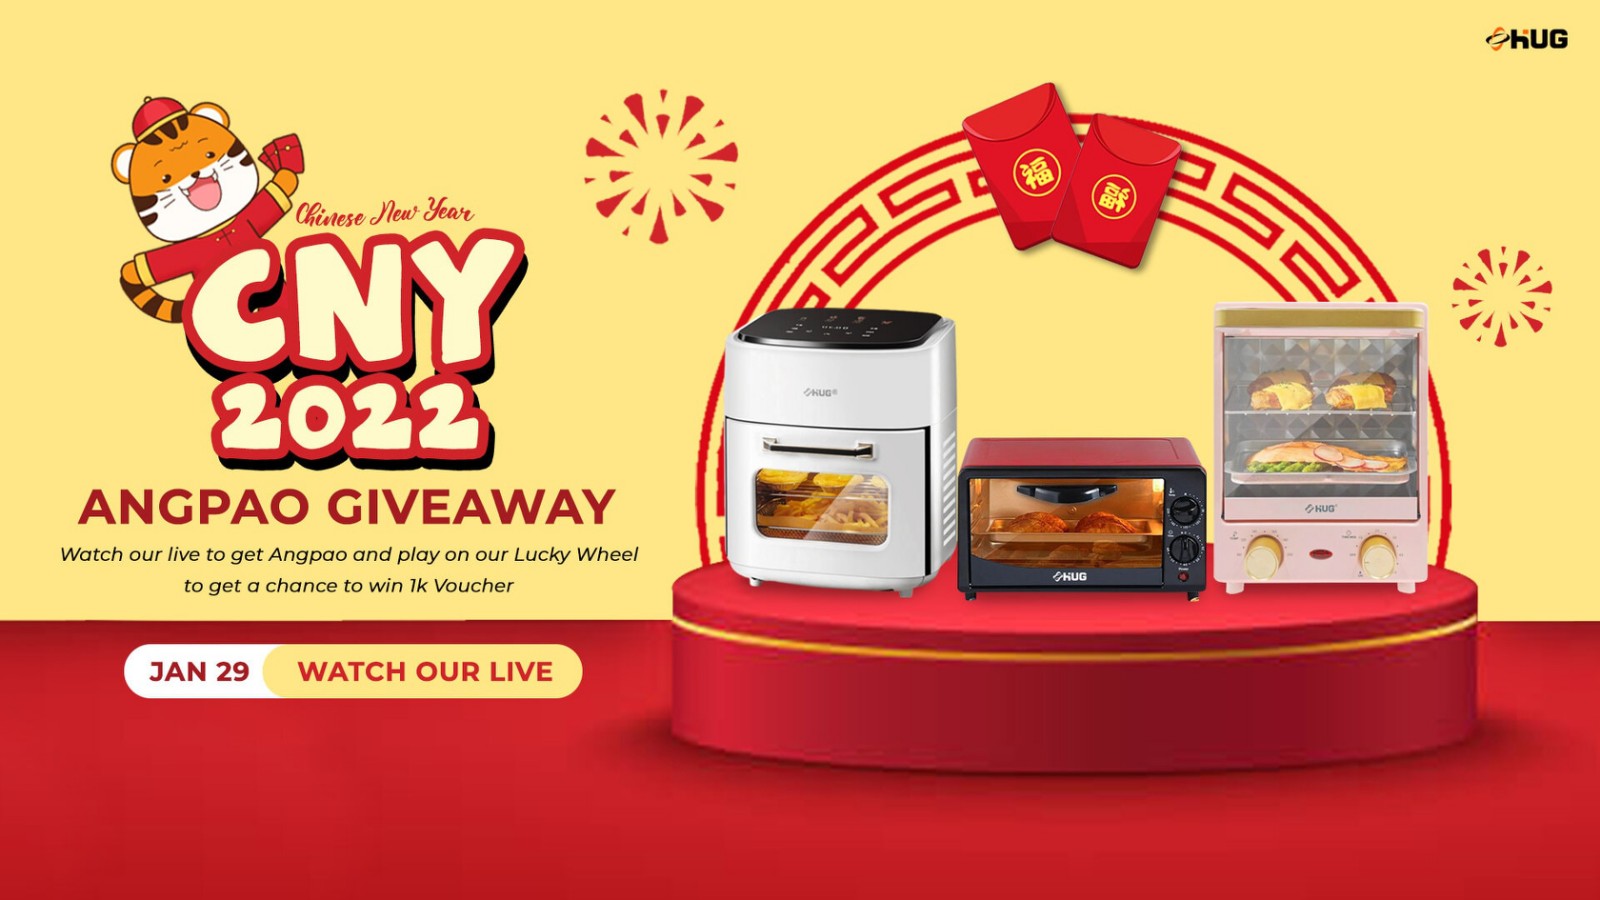 HUG
Chinese New Year
CNY
2022
ANGPAO GIVEAWAY
Watch our live to get Angpao and play on our Lucky Wheel
to get a chance to win 1k Voucher
JAN 29
WATCH OUR LIVE
福
福
HUG®
HUG
HUG®